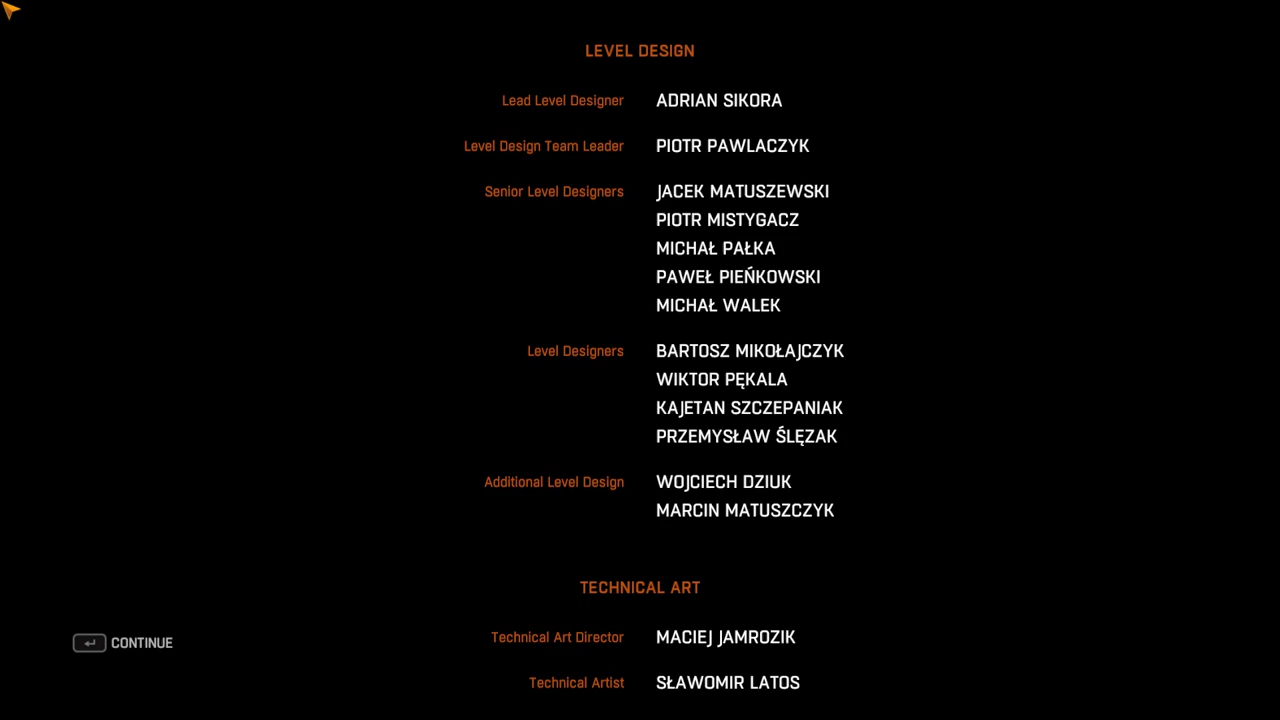 LEVEL DESIGN
Lead Level Designer ADRIAN SIKORA
Level Design Team Leader PIOTR PAWLACZYK
Senior Level Designers JACEK MATUSZEWSKI
PIOTR MISTYGACZ
MICHAŁ PAŁKA
PAWEŁ PIEŃKOWSKI
MICHAŁ WALEK
Level Designers BARTOSZ MIKOŁAJCZYK
WIKTOR PĘKALA
KAJETAN SZCZEPANIAK
PRZEMYSŁAW ŚLĘZAK
Additional Level Design WOJCIECH DZIUK
MARCIN MATUSZCZYK
TECHNICAL ART
Technical Art Director MACIEJ JAMROZIK
CONTINUE
Technical Artist SŁAWOMIR LATOS